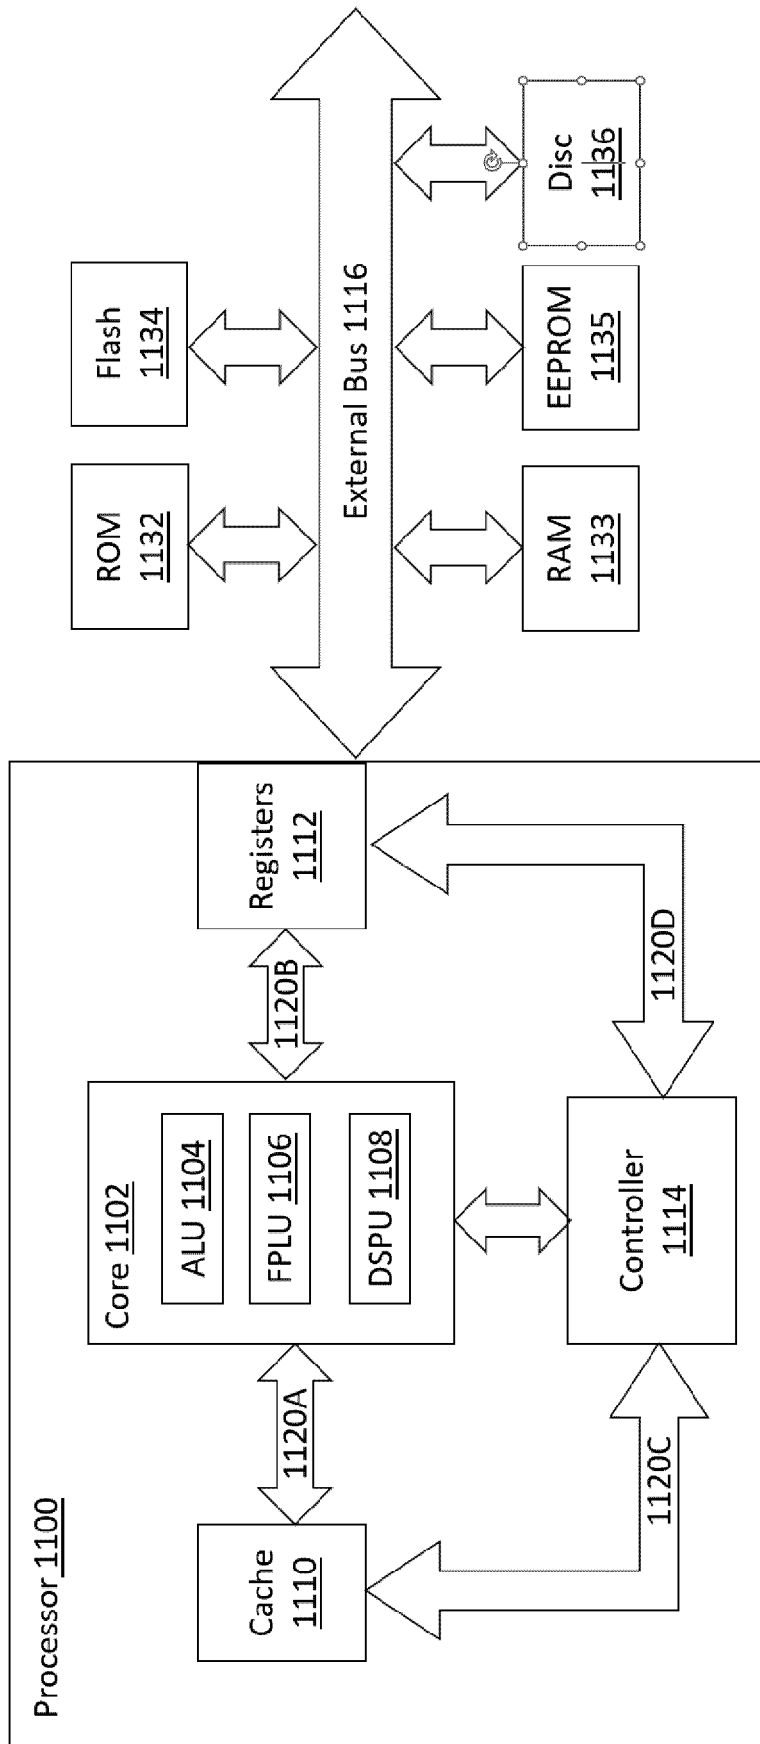 Processor 1100
Cache
1110
1120A
Core 1102
ALU 1104
FPLU 1106
DSPU 1108
1120B
Registers
1112
1120C
Controller
1114
1120D
ROM
1132
Flash
1134
External Bus 1116
RAM
1133
EEPROM
1135
Disc
1136